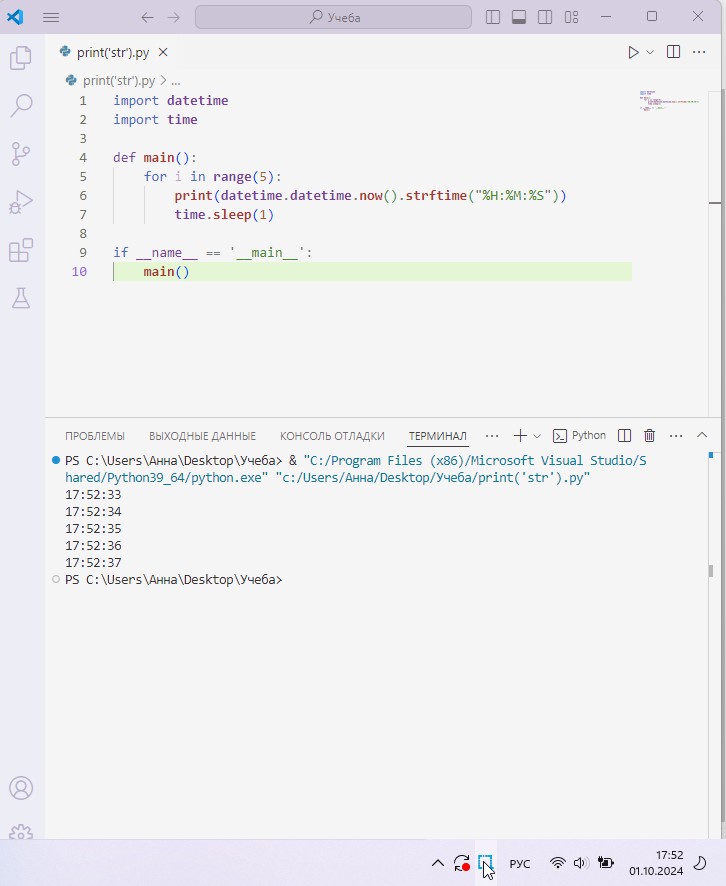 Учеба
print('str').py
print('str').py > ...
1 import datetime
2 import time
3
4 def main():
5     for i in range(5):
6         print(datetime.datetime.now().strftime("%H:%M:%S"))
7         time.sleep(1)
8
9 if __name__ == '__main__':
10     main()
ПРОБЛЕМЫ ВЫХОДНЫЕ ДАННЫЕ КОНСОЛЬ ОТЛАДКИ ТЕРМИНАЛ ... Python ...
PS C:\Users\Анна\Desktop\Учеба> & "C:/Program Files (x86)/Microsoft Visual Studio/S
hared/Python39_64/python.exe" "c:/Users/Анна/Desktop/Учеба/print('str').py"
17:52:33
17:52:34
17:52:35
17:52:36
17:52:37
PS C:\Users\Анна\Desktop\Учеба>
РУС
17:52
01.10.2024